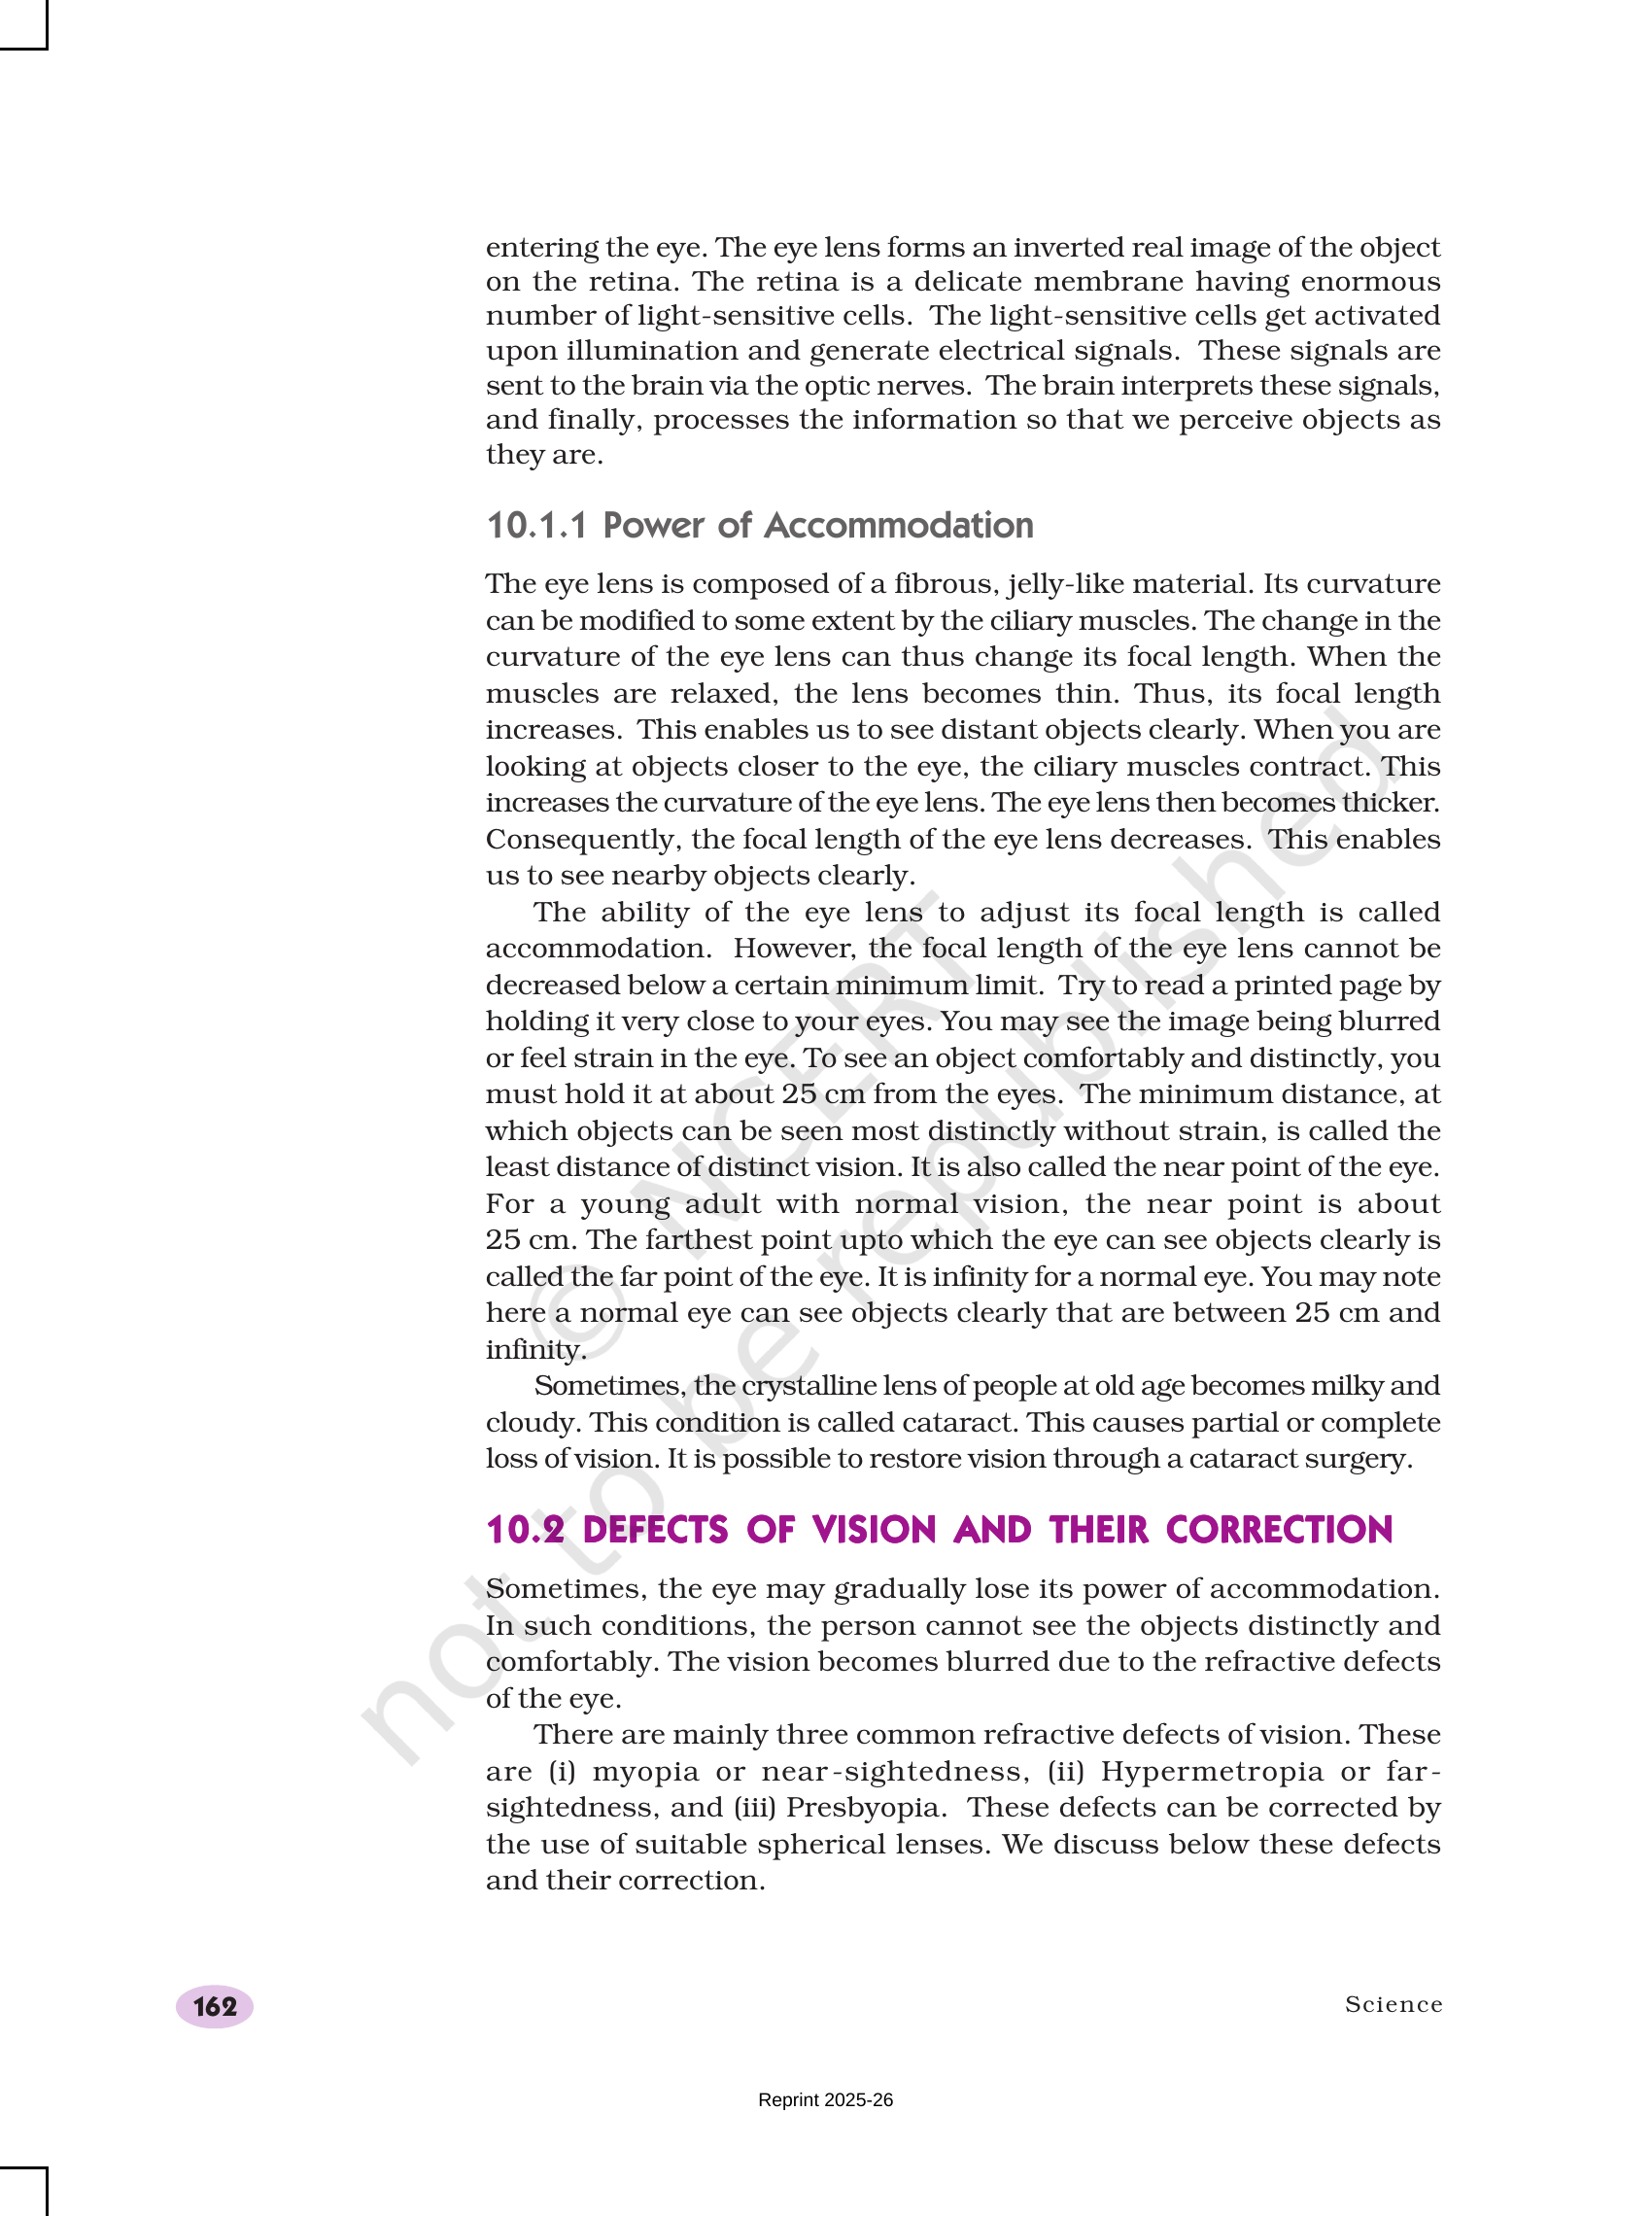 entering the eye. The eye lens forms an inverted real image of the object
on the retina. The retina is a delicate membrane having enormous
number of light-sensitive cells. The light-sensitive cells get activated
upon illumination and generate electrical signals. These signals are
sent to the brain via the optic nerves. The brain interprets these signals,
and finally, processes the information so that we perceive objects as
they are.
10.1.1 Power of Accommodation
The eye lens is composed of a fibrous, jelly-like material. Its curvature
can be modified to some extent by the ciliary muscles. The change in the
curvature of the eye lens can thus change its focal length. When the
muscles are relaxed, the lens becomes thin. Thus, its focal length
increases. This enables us to see distant objects clearly. When you are
looking at objects closer to the eye, the ciliary muscles contract. This
increases the curvature of the eye lens. The eye lens then becomes thicker.
Consequently, the focal length of the eye lens decreases. This enables
us to see nearby objects clearly.
The ability of the eye lens to adjust its focal length is called
accommodation. However, the focal length of the eye lens cannot be
decreased below a certain minimum limit. Try to read a printed page by
holding it very close to your eyes. You may see the image being blurred
or feel strain in the eye. To see an object comfortably and distinctly, you
must hold it at about 25 cm from the eyes. The minimum distance, at
which objects can be seen most distinctly without strain, is called the
least distance of distinct vision. It is also called the near point of the eye.
For a young adult with normal vision, the near point is about
25 cm. The farthest point upto which the eye can see objects clearly is
called the far point of the eye. It is infinity for a normal eye. You may note
here a normal eye can see objects clearly that are between 25 cm and
infinity.
Sometimes, the crystalline lens of people at old age becomes milky and
cloudy. This condition is called cataract. This causes partial or complete
loss of vision. It is possible to restore vision through a cataract surgery.
10.2 DEFECTS OF VISION AND THEIR CORRECTION
Sometimes, the eye may gradually lose its power of accommodation.
In such conditions, the person cannot see the objects distinctly and
comfortably. The vision becomes blurred due to the refractive defects
of the eye.
There are mainly three common refractive defects of vision. These
are (i) myopia or near-sightedness, (ii) Hypermetropia or far-
sightedness, and (iii) Presbyopia. These defects can be corrected by
the use of suitable spherical lenses. We discuss below these defects
and their correction.
© NCERT
not to be republished
162
Science
Reprint 2025-26